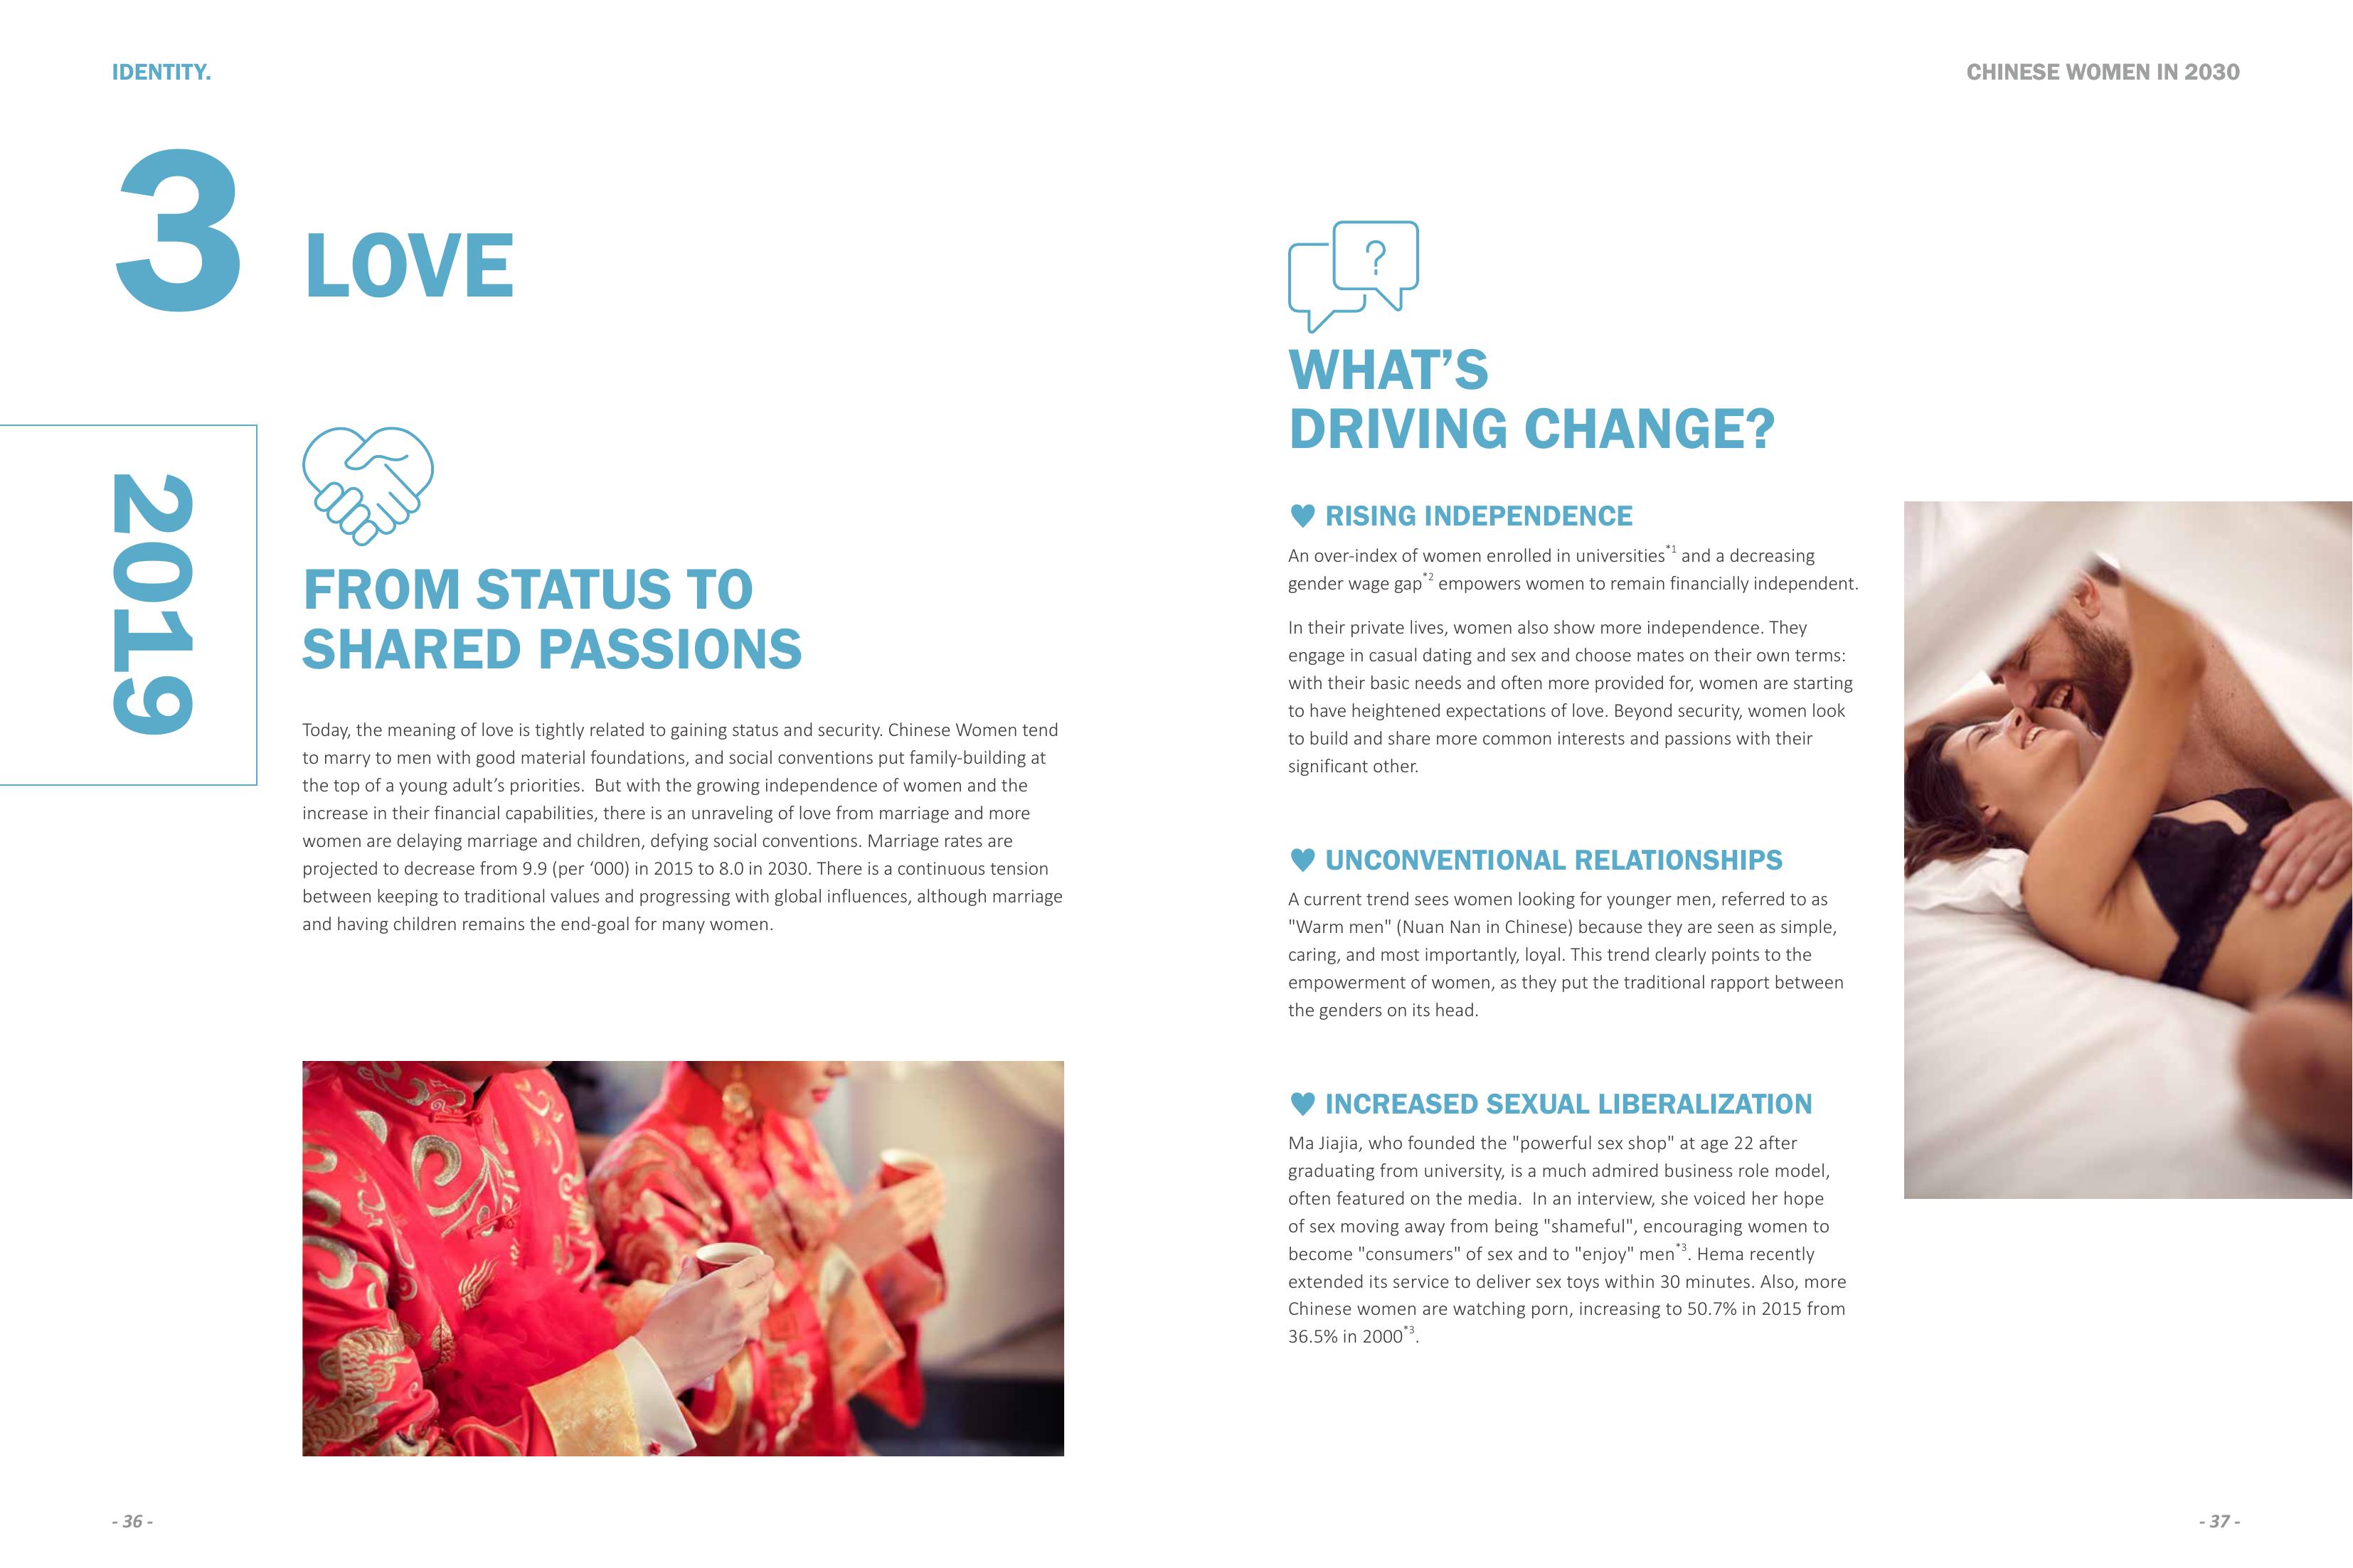 IDENTITY.
CHINESE WOMEN IN 2030
3 LOVE
2019
FROM STATUS TO
SHARED PASSIONS
Today, the meaning of love is tightly related to gaining status and security. Chinese Women tend
to marry to men with good material foundations, and social conventions put family-building at
the top of a young adult’s priorities.  But with the growing independence of women and the
increase in their financial capabilities, there is an unraveling of love from marriage and more
women are delaying marriage and children, defying social conventions. Marriage rates are
projected to decrease from 9.9 (per ‘000) in 2015 to 8.0 in 2030. There is a continuous tension
between keeping to traditional values and progressing with global influences, although marriage
and having children remains the end-goal for many women.
- 36 -
?
WHAT’S
DRIVING CHANGE?
♥ RISING INDEPENDENCE
An over-index of women enrolled in universities*1 and a decreasing
gender wage gap*2 empowers women to remain financially independent.
In their private lives, women also show more independence. They
engage in casual dating and sex and choose mates on their own terms:
with their basic needs and often more provided for, women are starting
to have heightened expectations of love. Beyond security, women look
to build and share more common interests and passions with their
significant other.
♥ UNCONVENTIONAL RELATIONSHIPS
A current trend sees women looking for younger men, referred to as
"Warm men" (Nuan Nan in Chinese) because they are seen as simple,
caring, and most importantly, loyal. This trend clearly points to the
empowerment of women, as they put the traditional rapport between
the genders on its head.
♥ INCREASED SEXUAL LIBERALIZATION
Ma Jiajia, who founded the "powerful sex shop" at age 22 after
graduating from university, is a much admired business role model,
often featured on the media.  In an interview, she voiced her hope
of sex moving away from being "shameful", encouraging women to
become "consumers" of sex and to "enjoy" men*3. Hema recently
extended its service to deliver sex toys within 30 minutes. Also, more
Chinese women are watching porn, increasing to 50.7% in 2015 from
36.5% in 2000*3.
- 37 -